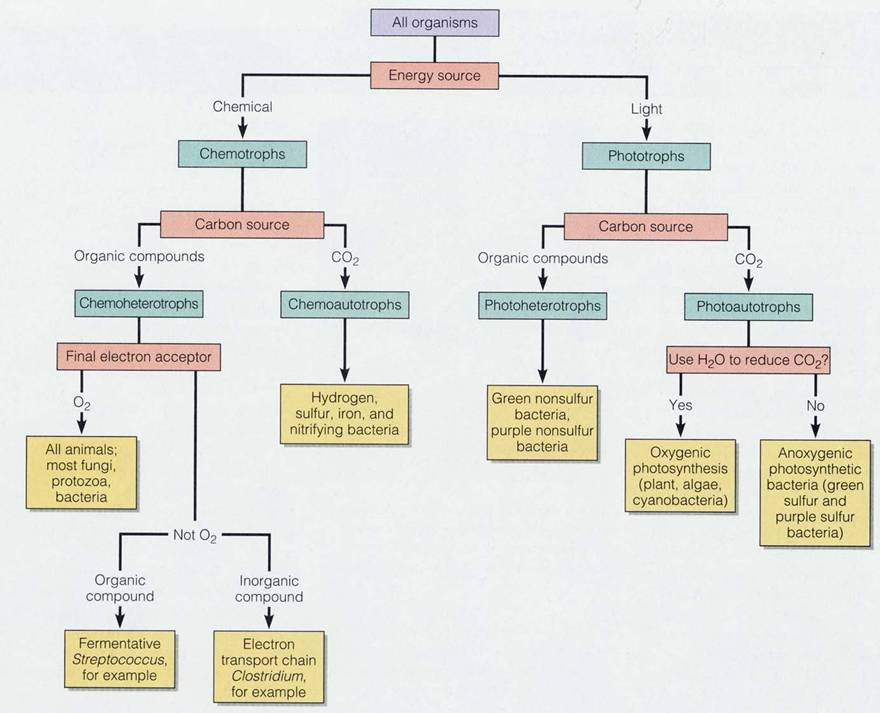 All organisms
Energy source
Chemical
Light
Chemotrophs
Phototrophs
Carbon source
Carbon source
Organic compounds
CO₂
Organic compounds
CO₂
Chemoheterotrophs
Chemoautotrophs
Photoheterotrophs
Photoautotrophs
Final electron acceptor
Use H₂O to reduce CO₂?
O₂
Hydrogen,
sulfur, iron, and
nitrifying bacteria
Green nonsulfur
bacteria,
purple nonsulfur
bacteria
Yes
No
All animals;
most fungi,
protozoa,
bacteria
Oxygenic
photosynthesis
(plant, algae,
cyanobacteria)
Anoxygenic
photosynthetic
bacteria (green
sulfur and
purple sulfur
bacteria)
Not O₂
Organic
compound
Inorganic
compound
Fermentative
Streptococcus,
for example
Electron
transport chain
Clostridium,
for example